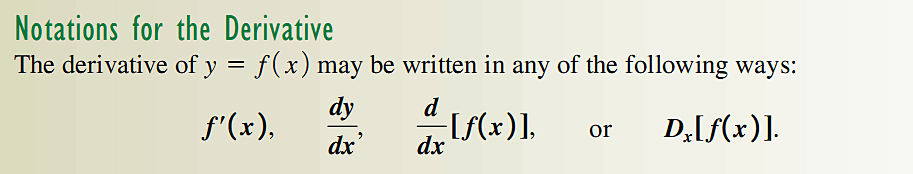 Notations for the Derivative
The derivative of y = f(x) may be written in any of the following ways:
f′(x), dy/dx, d/dx[f(x)], or Dₓ[f(x)].